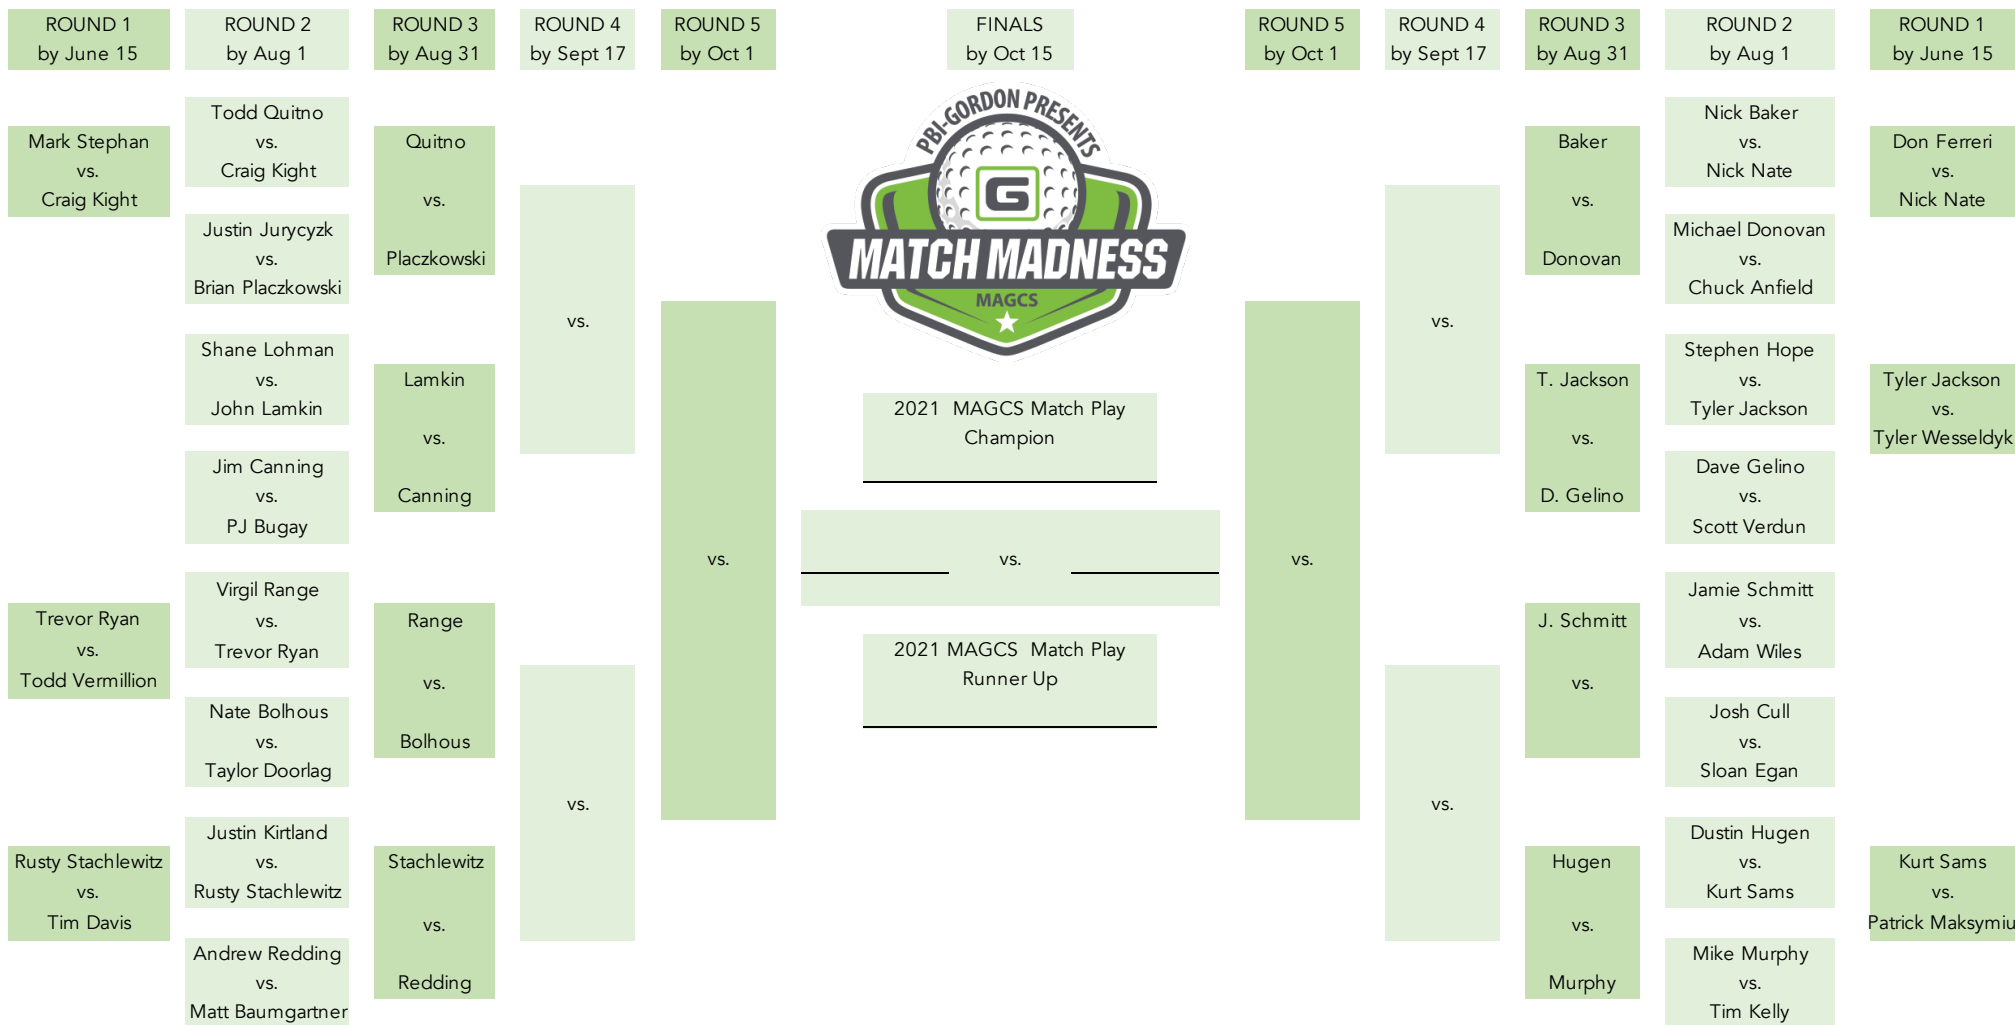 ROUND 1
by June 15
ROUND 2
by Aug 1
ROUND 3
by Aug 31
ROUND 4
by Sept 17
ROUND 5
by Oct 1
FINALS
by Oct 15
ROUND 5
by Oct 1
ROUND 4
by Sept 17
ROUND 3
by Aug 31
ROUND 2
by Aug 1
ROUND 1
by June 15
Mark Stephan
vs.
Craig Kight
Trevor Ryan
vs.
Todd Vermillion
Rusty Stachlewitz
vs.
Tim Davis
Todd Quitno
vs.
Craig Kight
Justin Jurycyzk
vs.
Brian Placzkowski
Shane Lohman
vs.
John Lamkin
Jim Canning
vs.
PJ Bugay
Virgil Range
vs.
Trevor Ryan
Nate Bolhous
vs.
Taylor Doorlag
Justin Kirtland
vs.
Rusty Stachlewitz
Andrew Redding
vs.
Matt Baumgartner
Quitno
vs.
Placzkowski
Lamkin
vs.
Canning
Range
vs.
Bolhous
Stachlewitz
vs.
Redding
vs.
vs.
vs.
PBI-GORDON PRESENTS
G
MATCH MADNESS
MAGCS
2021 MAGCS Match Play
Champion
vs.
2021 MAGCS Match Play
Runner Up
vs.
vs.
vs.
Baker
vs.
Donovan
T. Jackson
vs.
D. Gelino
J. Schmitt
vs.
Hugen
vs.
Murphy
Nick Baker
vs.
Nick Nate
Michael Donovan
vs.
Chuck Anfield
Stephen Hope
vs.
Tyler Jackson
Dave Gelino
vs.
Scott Verdun
Jamie Schmitt
vs.
Adam Wiles
Josh Cull
vs.
Sloan Egan
Dustin Hugen
vs.
Kurt Sams
Mike Murphy
vs.
Tim Kelly
Don Ferreri
vs.
Nick Nate
Tyler Jackson
vs.
Tyler Wesseldyk
Kurt Sams
vs.
Patrick Maksymiu